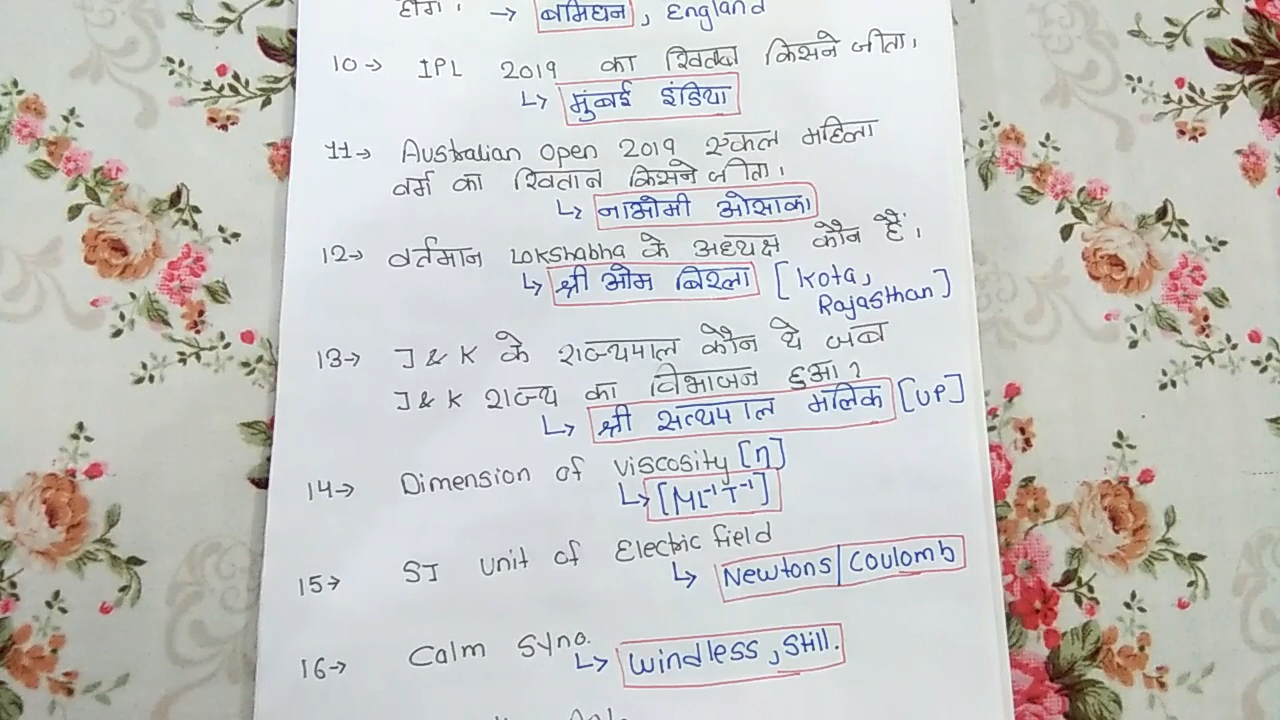 होगा। → बर्मिंघम, England
10→ IPL 2019 का खिताब किसने जीता।
↳ मुंबई इंडिया
11→ Australian Open 2019 एकल महिला
वर्ग का खिताब किसने जीता।
↳ नाओमी ओसाका
12→ वर्तमान Lokshabha के अध्यक्ष कौन हैं।
↳ श्री ओम बिरला [Kota,
Rajasthan]
13→ J & K के राज्यपाल कौन थे जब
J & K राज्य का विभाजन हुआ?
↳ श्री सत्यपाल मलिक [UP]
14→ Dimension of viscosity [η]
↳ [ML⁻¹T⁻¹]
15→ SI unit of Electric field
↳ Newtons/Coulomb
16→ Calm Syno.
↳ Windless, Still.